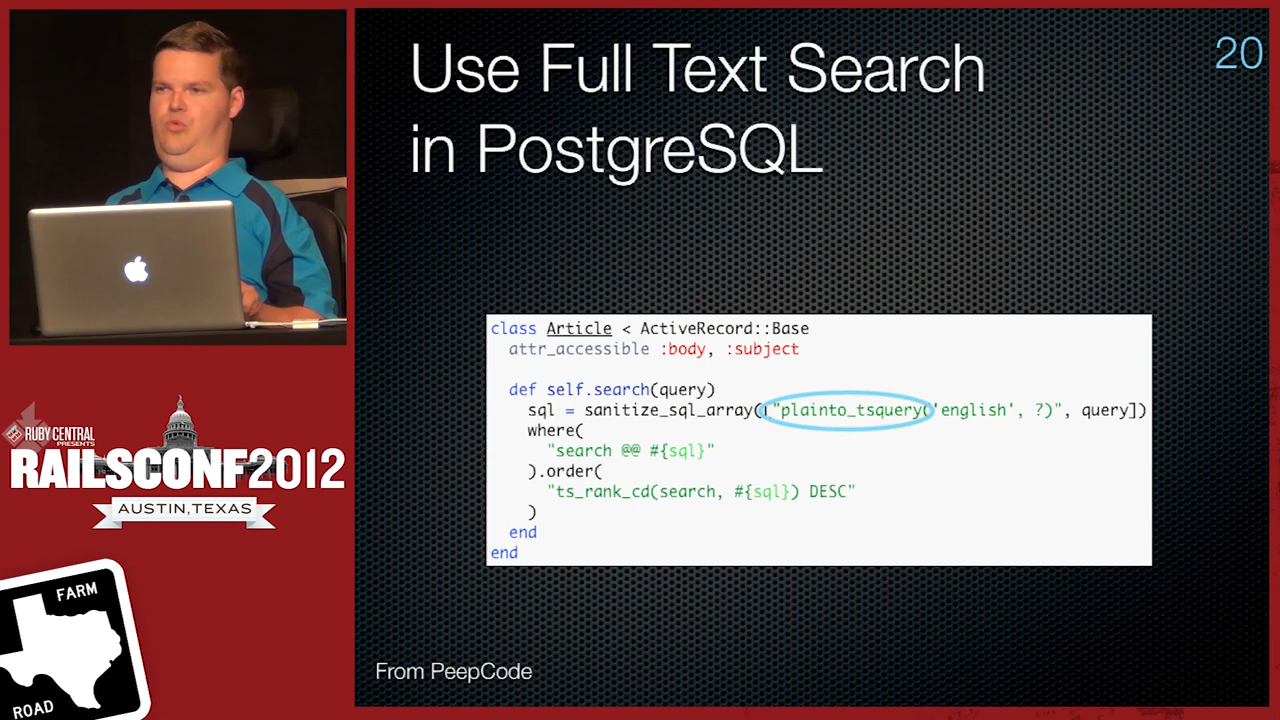 Use Full Text Search
in PostgreSQL
20
class Article < ActiveRecord::Base
attr_accessible :body, :subject
def self.search(query)
sql = sanitize_sql_array(["plainto_tsquery('english', ?)", query])
where(
"search @@ #{sql}"
).order(
"ts_rank_cd(search, #{sql}) DESC"
)
end
end
From PeepCode
RUBY CENTRAL
PRESENTS
RAILSCONF2012
AUSTIN, TEXAS
FARM
ROAD